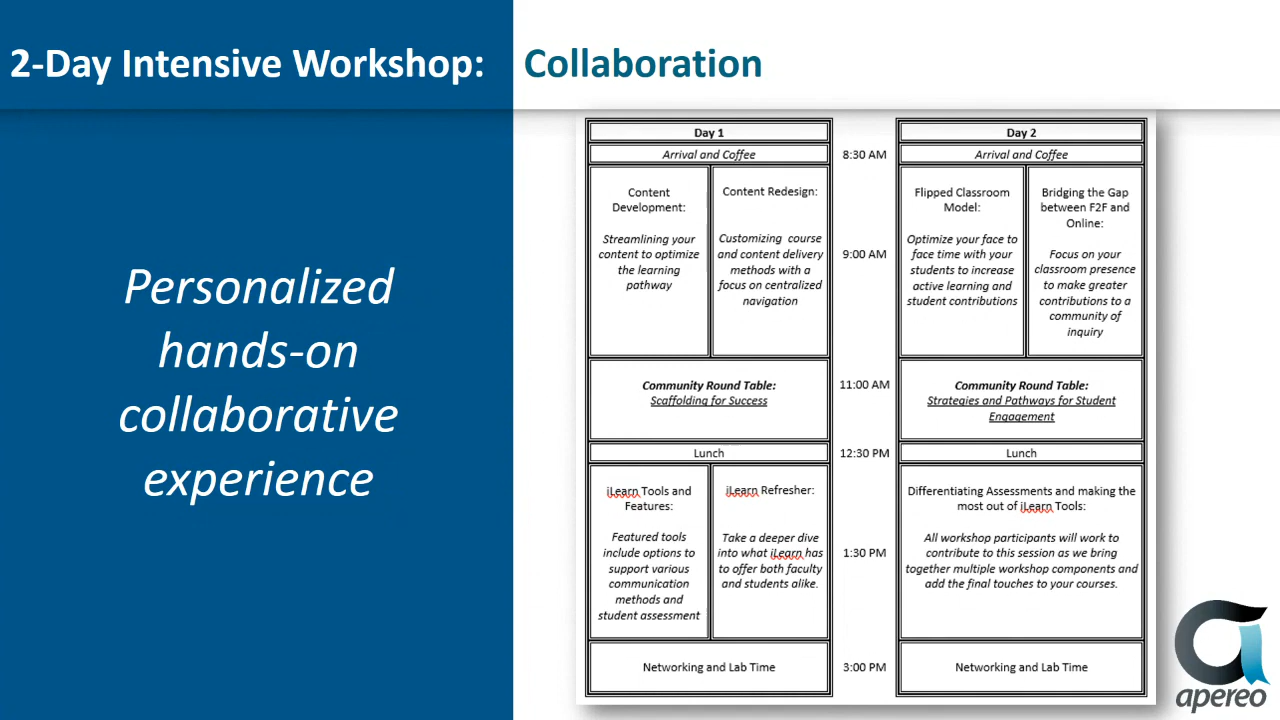 2-Day Intensive Workshop:
Collaboration
Personalized
hands-on
collaborative
experience
Day 1
Arrival and Coffee
Content
Development:
Streamlining your
content to optimize
the learning
pathway
Content Redesign:
Customizing course
and content delivery
methods with a
focus on centralized
navigation
Community Round Table:
Scaffolding for Success
Lunch
iLearn Tools and
Features:
Featured tools
include options to
support various
communication
methods and
student assessment
iLearn Refresher:
Take a deeper dive
into what iLearn has
to offer both faculty
and students alike.
Networking and Lab Time
8:30 AM
9:00 AM
11:00 AM
12:30 PM
1:30 PM
3:00 PM
Day 2
Arrival and Coffee
Flipped Classroom
Model:
Optimize your face to
face time with your
students to increase
active learning and
student contributions
Bridging the Gap
between F2F and
Online:
Focus on your
classroom presence
to make greater
contributions to a
community of
inquiry
Community Round Table:
Strategies and Pathways for Student
Engagement
Lunch
Differentiating Assessments and making the
most out of iLearn Tools:
All workshop participants will work to
contribute to this session as we bring
together multiple workshop components and
add the final touches to your courses.
Networking and Lab Time
apereo